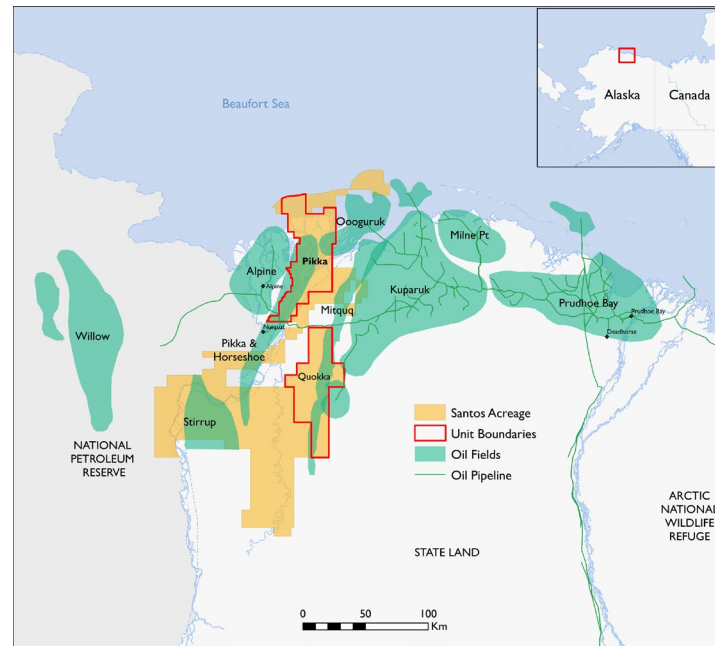 Beaufort Sea
Alaska
Canada
Oooguruk
Pikka
Milne Pt
Alpine
Alpine
Kuparuk
Prudhoe Bay
Prudhoe Bay
Mitquq
Nuiqsut
Deadhorse
Willow
Pikka &
Horseshoe
Quokka
Stirrup
NATIONAL
PETROLEUM
RESERVE
Santos Acreage
Unit Boundaries
Oil Fields
Oil Pipeline
ARCTIC
NATIONAL
WILDLIFE
REFUGE
STATE LAND
0 50 100
Km